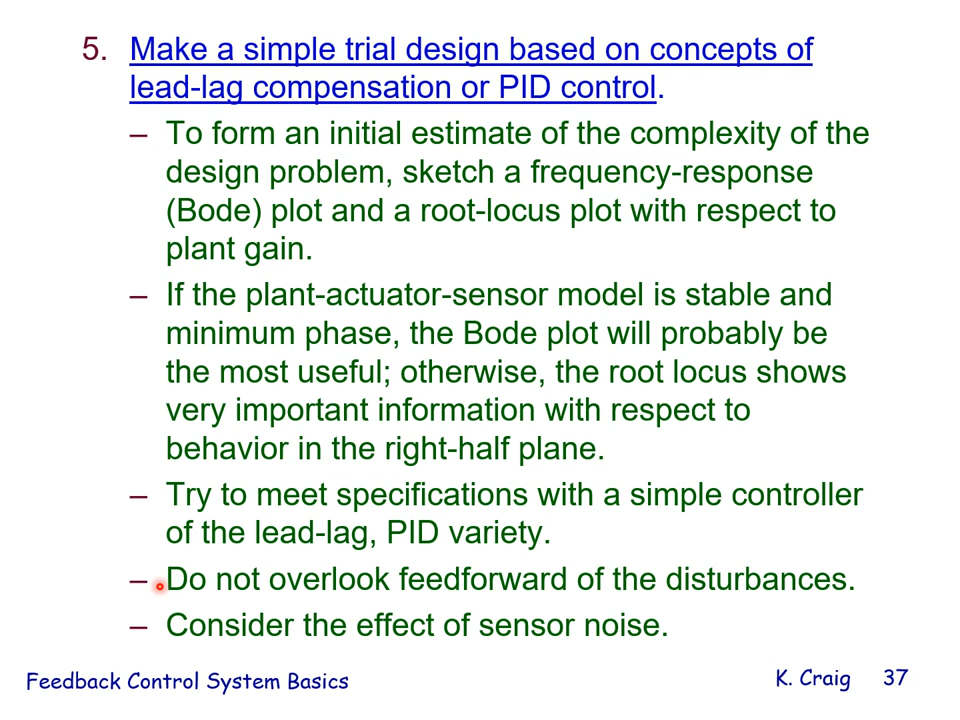 5. Make a simple trial design based on concepts of
lead-lag compensation or PID control.
– To form an initial estimate of the complexity of the
design problem, sketch a frequency-response
(Bode) plot and a root-locus plot with respect to
plant gain.
– If the plant-actuator-sensor model is stable and
minimum phase, the Bode plot will probably be
the most useful; otherwise, the root locus shows
very important information with respect to
behavior in the right-half plane.
– Try to meet specifications with a simple controller
of the lead-lag, PID variety.
– Do not overlook feedforward of the disturbances.
– Consider the effect of sensor noise.
Feedback Control System Basics
K. Craig 37